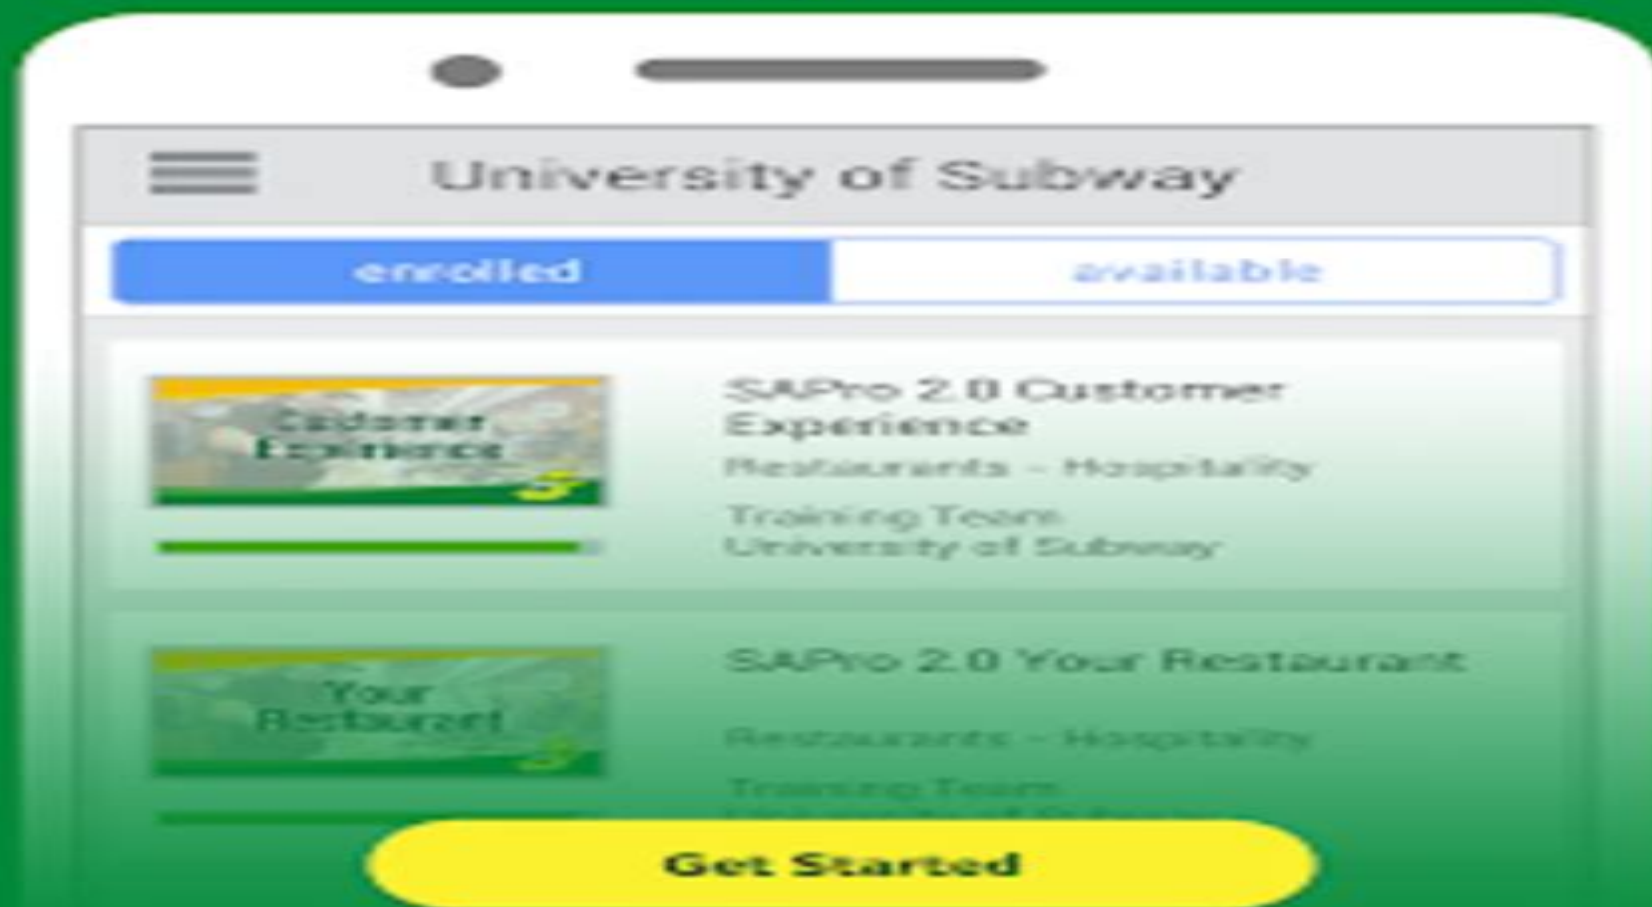 University of Subway
enrolled
available
Customer
Experience
SAPro 2.0 Customer
Experience
Restaurants - Hospitality
Training Team
University of Subway
Your
Restaurant
SAPro 2.0 Your Restaurant
Restaurants - Hospitality
Training Team
Get Started